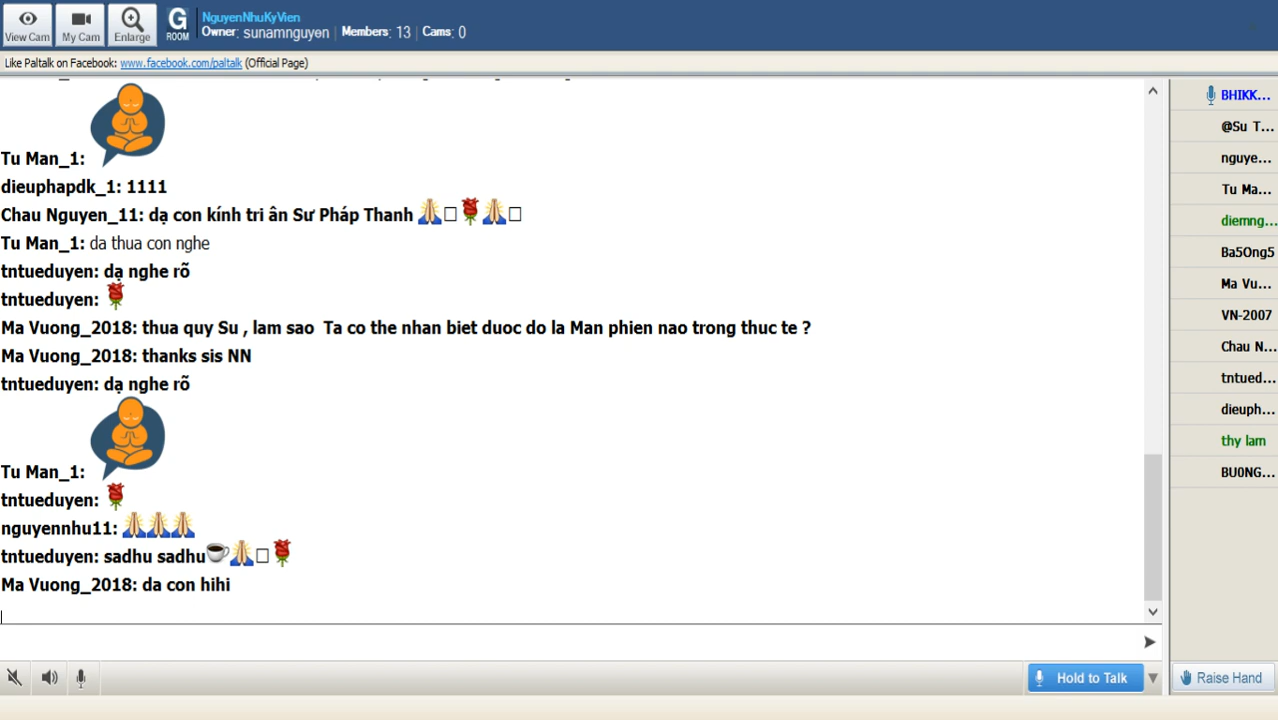 View Cam
My Cam
Enlarge
G ROOM
NguyenNhuKyVien
Owner: sunamnguyen | Members: 13 | Cams: 0
Like Paltalk on Facebook: www.facebook.com/paltalk (Official Page)
Tu Man_1:
dieuphapdk_1: 1111
Chau Nguyen_11: dạ con kính tri ân Sư Pháp Thanh 🙏□🌹🙏□
Tu Man_1: da thua con nghe
tntueduyen: dạ nghe rõ
tntueduyen: 🌹
Ma Vuong_2018: thua quy Su , lam sao Ta co the nhan biet duoc do la Man phien nao trong thuc te ?
Ma Vuong_2018: thanks sis NN
tntueduyen: dạ nghe rõ
Tu Man_1:
tntueduyen: 🌹
nguyennhu11: 🙏🙏🙏
tntueduyen: sadhu sadhu☕🙏□🌹
Ma Vuong_2018: da con hihi
BHIKK...
@Su T...
nguye...
Tu Ma...
diemng...
Ba5Ong5
Ma Vu...
VN-2007
Chau N...
tntued...
dieuph...
thy lam
BU0NG...
Hold to Talk
Raise Hand